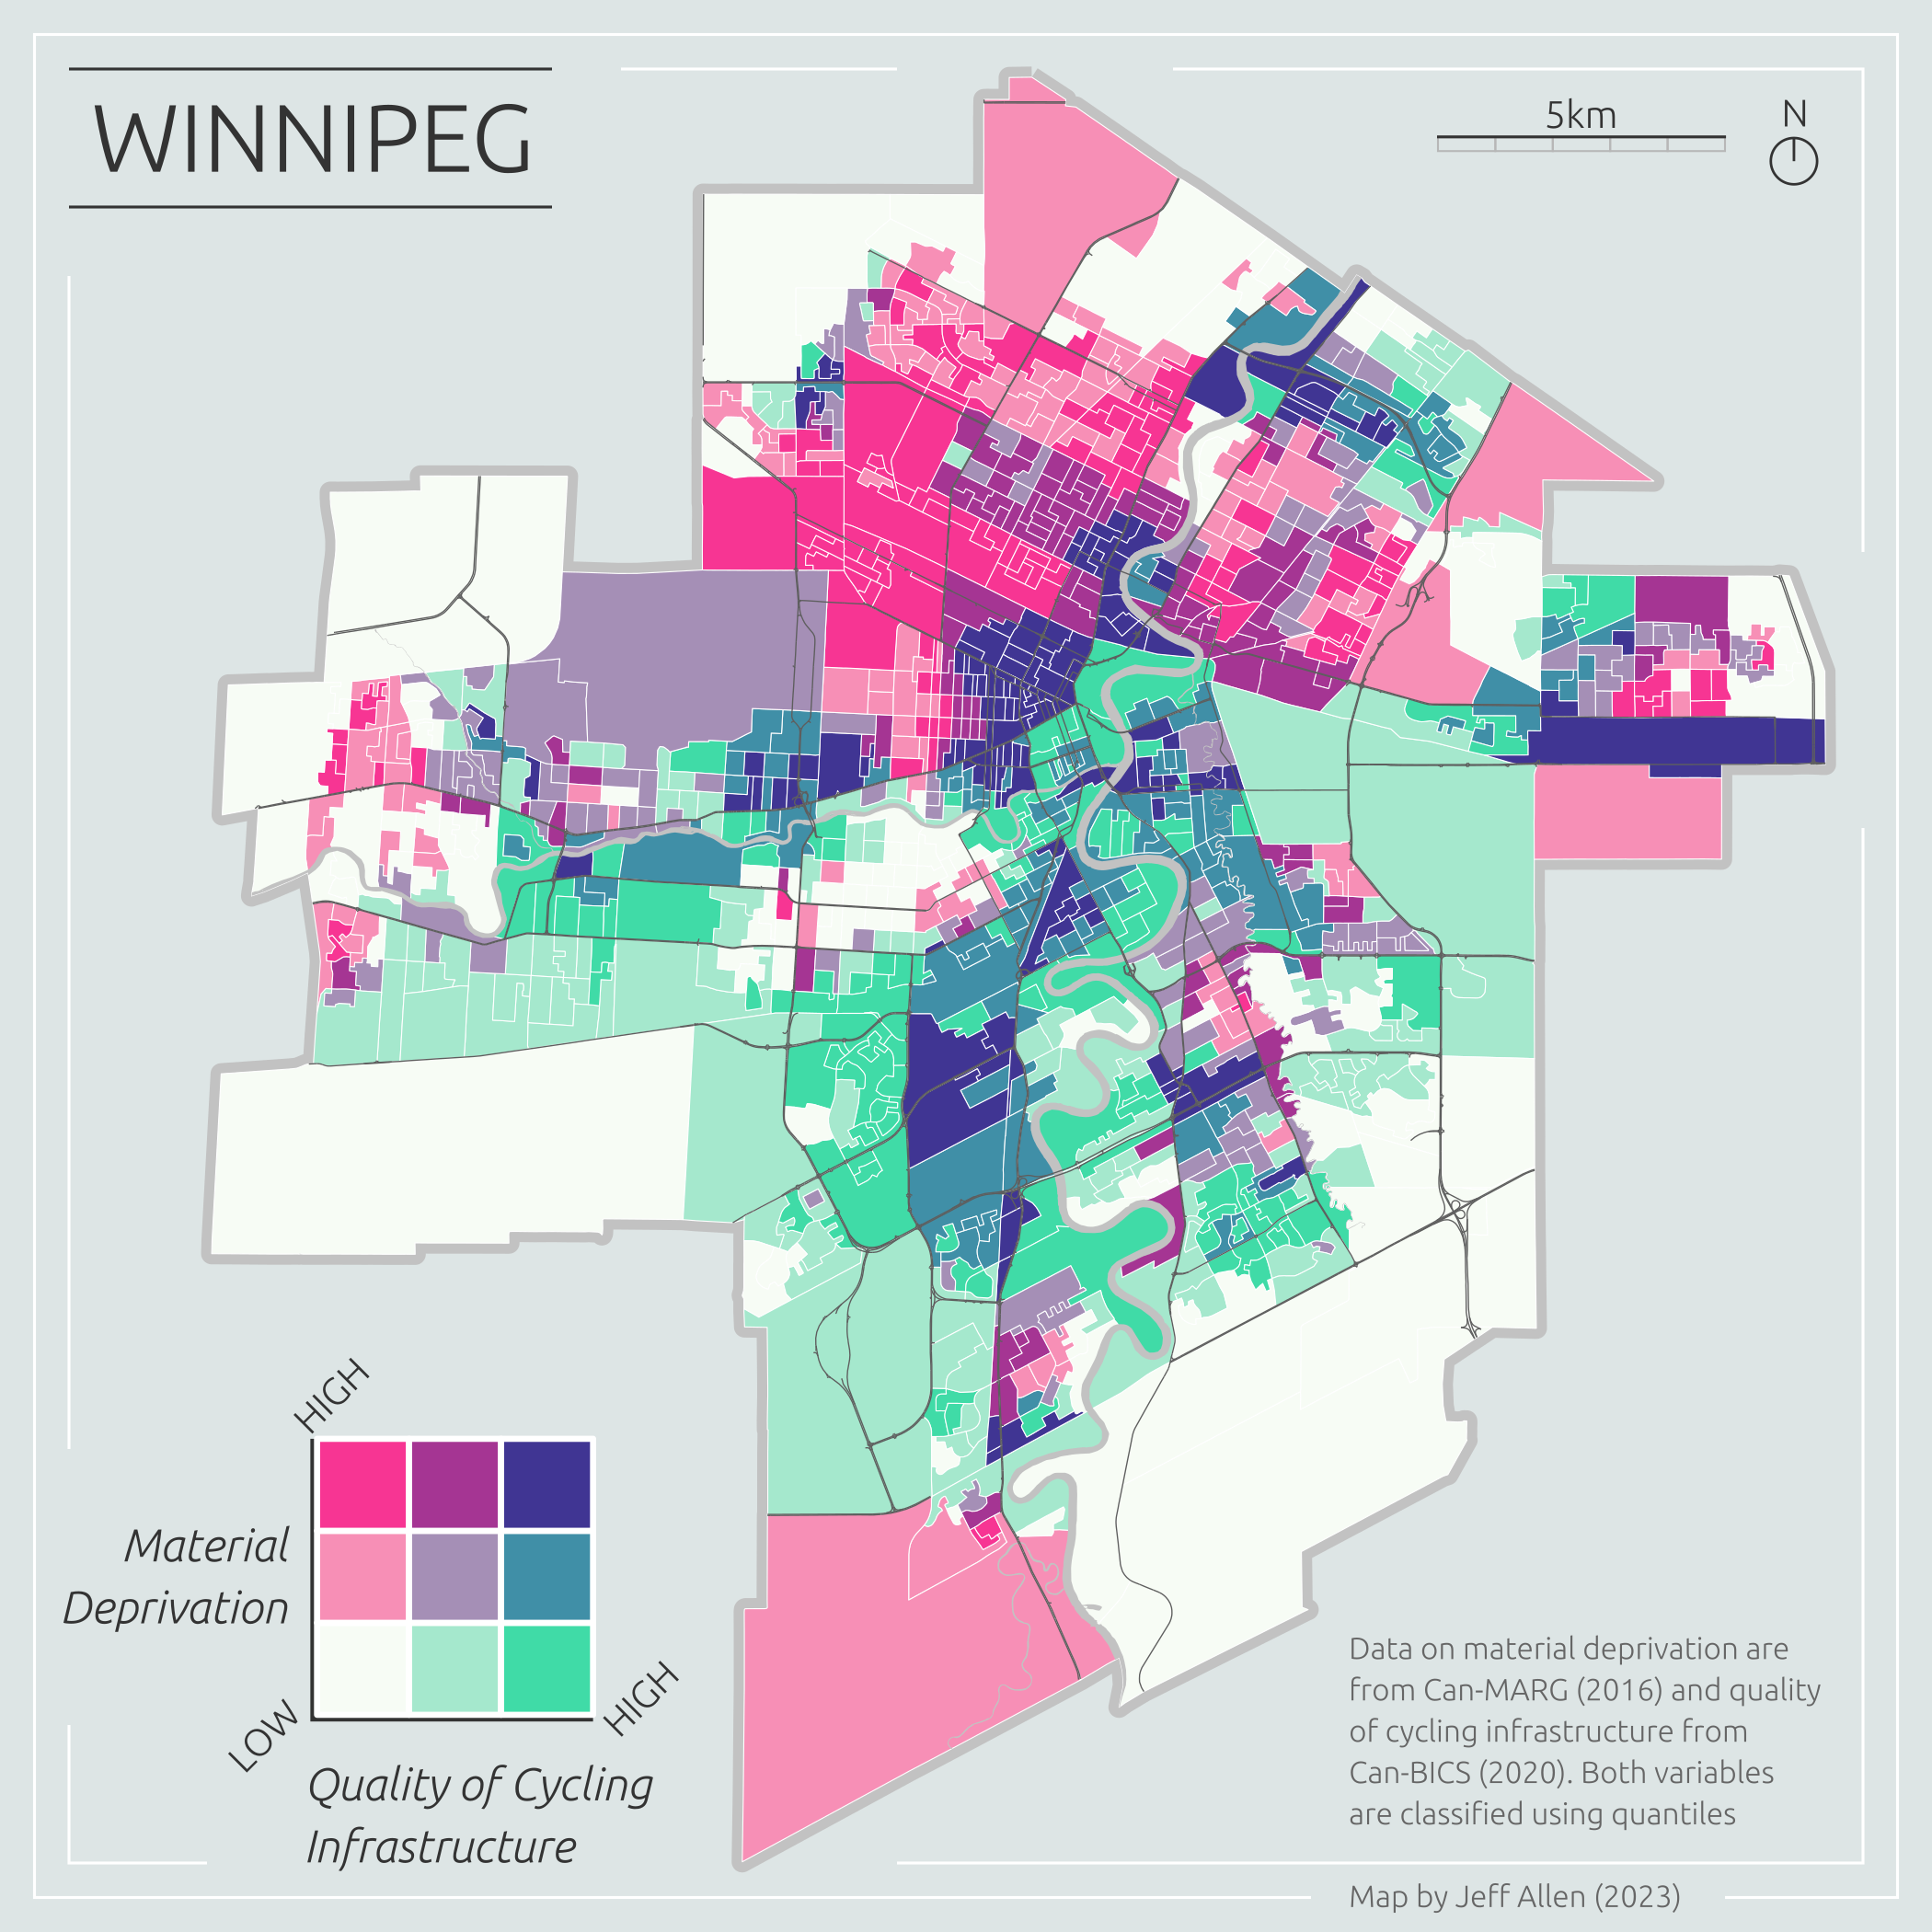 WINNIPEG
5km
N
HIGH
Material
Deprivation
LOW
HIGH
Quality of Cycling
Infrastructure
Data on material deprivation are
from Can-MARG (2016) and quality
of cycling infrastructure from
Can-BICS (2020). Both variables
are classified using quantiles
Map by Jeff Allen (2023)